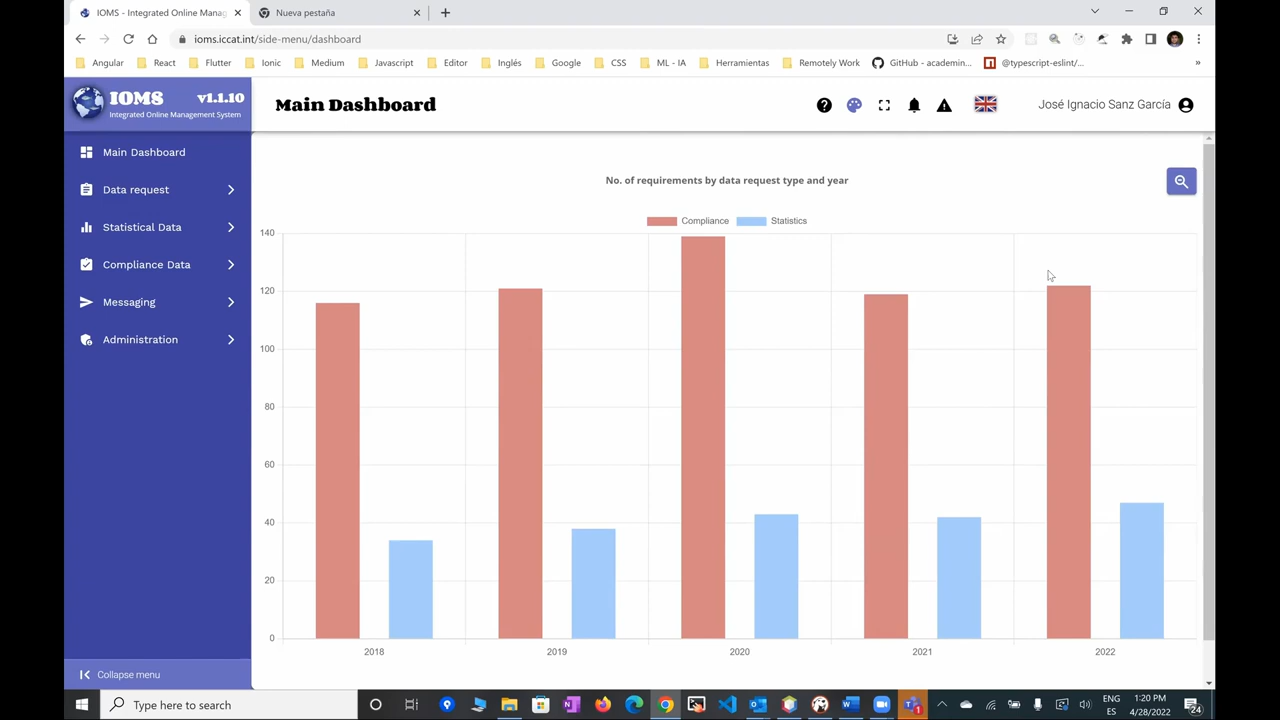 IOMS - Integrated Online Manag
Nueva pestaña
ioms.iccat.int/side-menu/dashboard
Angular
React
Flutter
Ionic
Medium
Javascript
Editor
Inglés
Google
CSS
ML - IA
Herramientas
Remotely Work
GitHub - academin...
@typescript-eslint/...
»
IOMS v1.1.10
Integrated Online Management System
Main Dashboard
José Ignacio Sanz García
Main Dashboard
Data request
Statistical Data
Compliance Data
Messaging
Administration
Collapse menu
No. of requirements by data request type and year
Compliance
Statistics
140
120
100
80
60
40
20
0
2018
2019
2020
2021
2022
Type here to search
ENG
ES
1:20 PM
4/28/2022
24
1